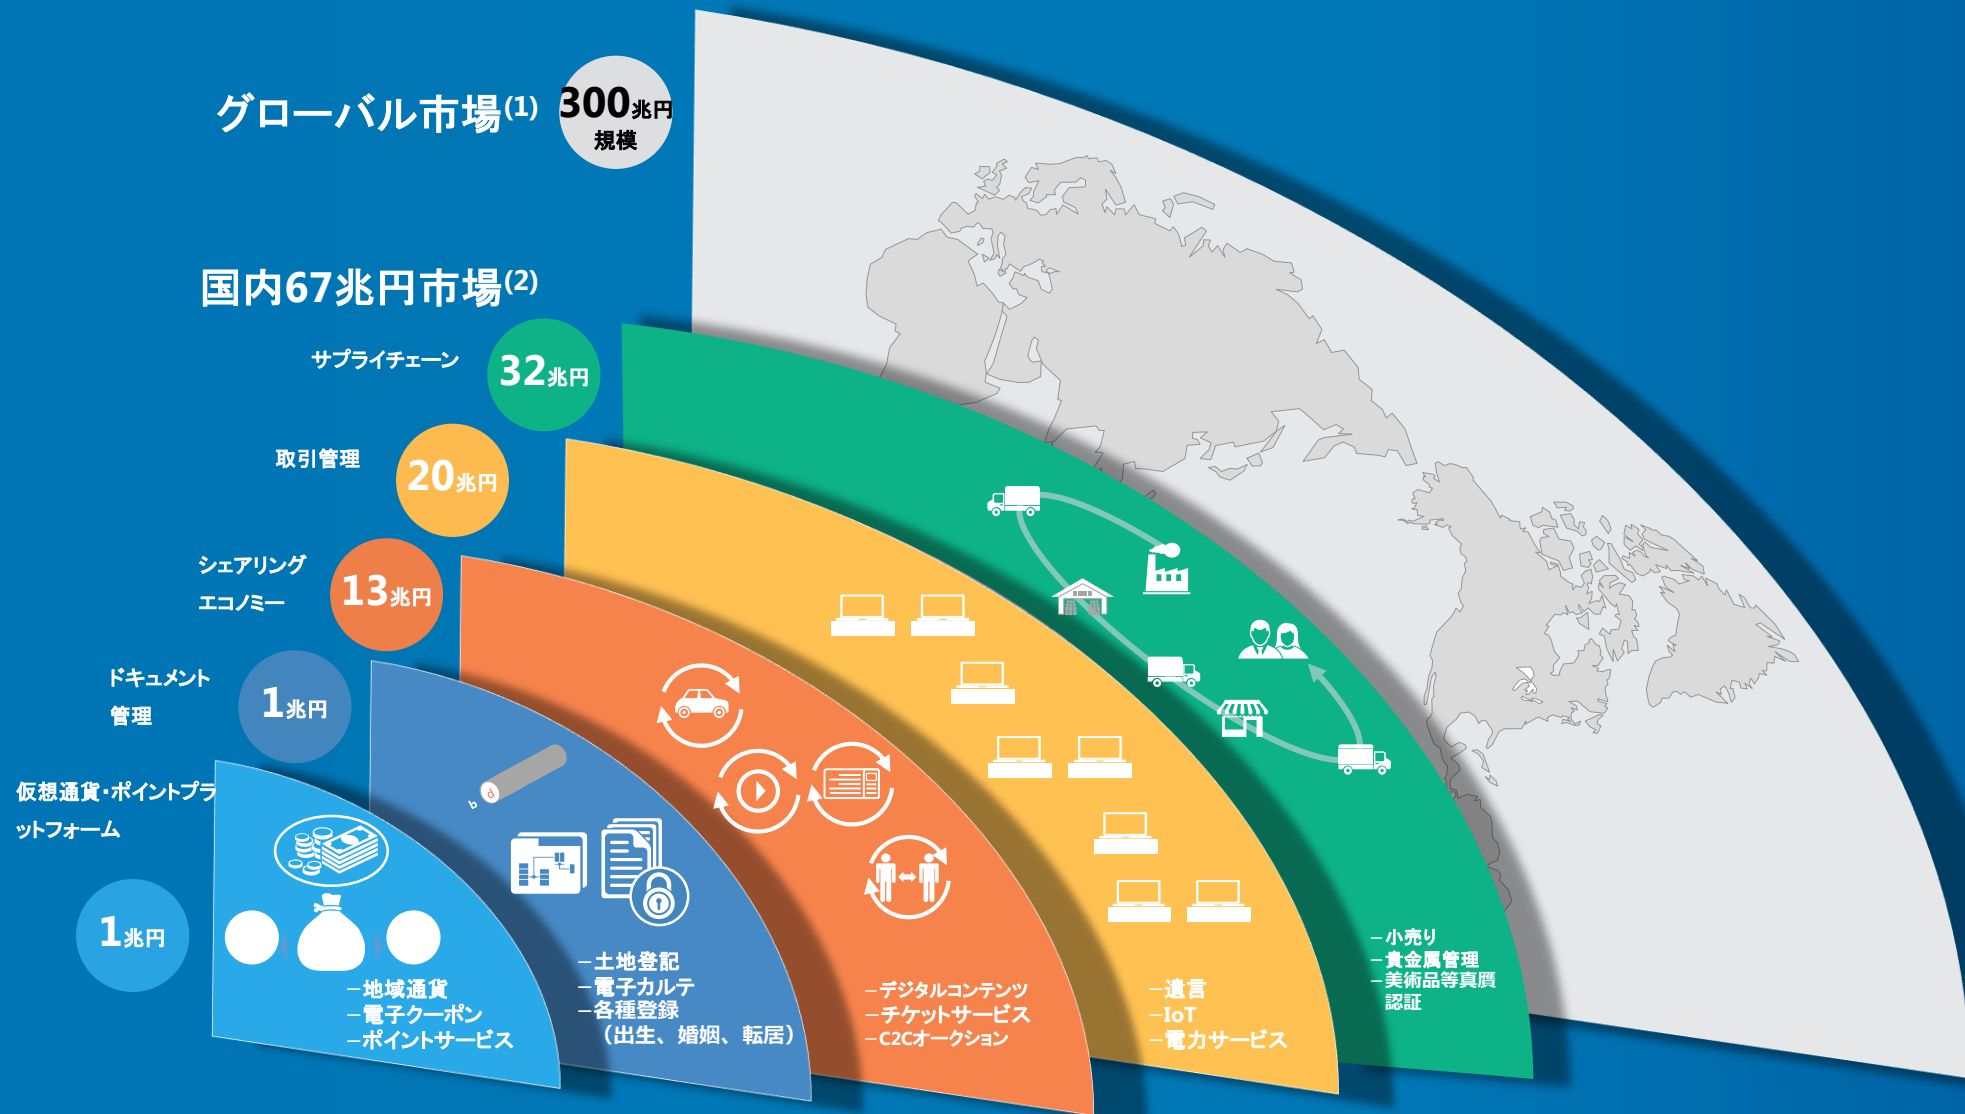 グローバル市場(1)
300兆円
規模
国内67兆円市場(2)
サプライチェーン
32兆円
取引管理
20兆円
シェアリング
エコノミー
13兆円
ドキュメント
管理
1兆円
仮想通貨・ポイントプラ
ットフォーム
1兆円
b d
－地域通貨
－電子クーポン
－ポイントサービス
－土地登記
－電子カルテ
－各種登録
（出生、婚姻、転居）
－デジタルコンテンツ
－チケットサービス
－C2Cオークション
－遺言
－IoT
－電力サービス
－小売り
－貴金属管理
－美術品等真贋
認証